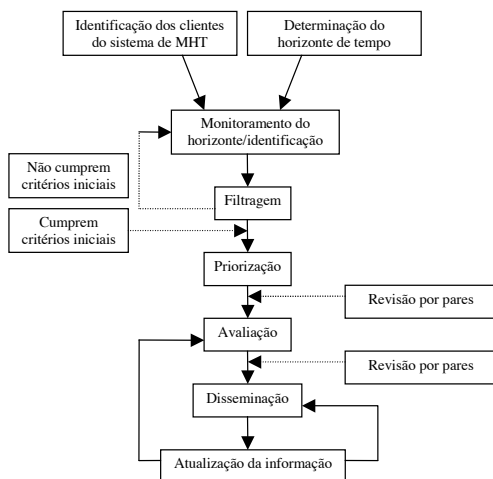 Identificação dos clientes
do sistema de MHT
Determinação do
horizonte de tempo
Monitoramento do
horizonte/identificação
Não cumprem
critérios iniciais
Filtragem
Cumprem
critérios iniciais
Priorização
Revisão por pares
Avaliação
Revisão por pares
Disseminação
Atualização da informação